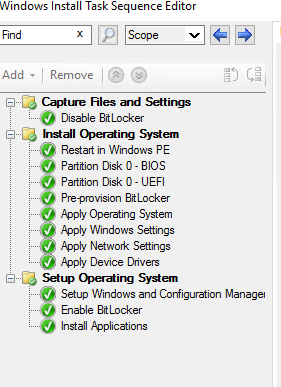 Windows Install Task Sequence Editor
Find x Scope
Add Remove
Capture Files and Settings
Disable BitLocker
Install Operating System
Restart in Windows PE
Partition Disk 0 - BIOS
Partition Disk 0 - UEFI
Pre-provision BitLocker
Apply Operating System
Apply Windows Settings
Apply Network Settings
Apply Device Drivers
Setup Operating System
Setup Windows and Configuration Manager
Enable BitLocker
Install Applications